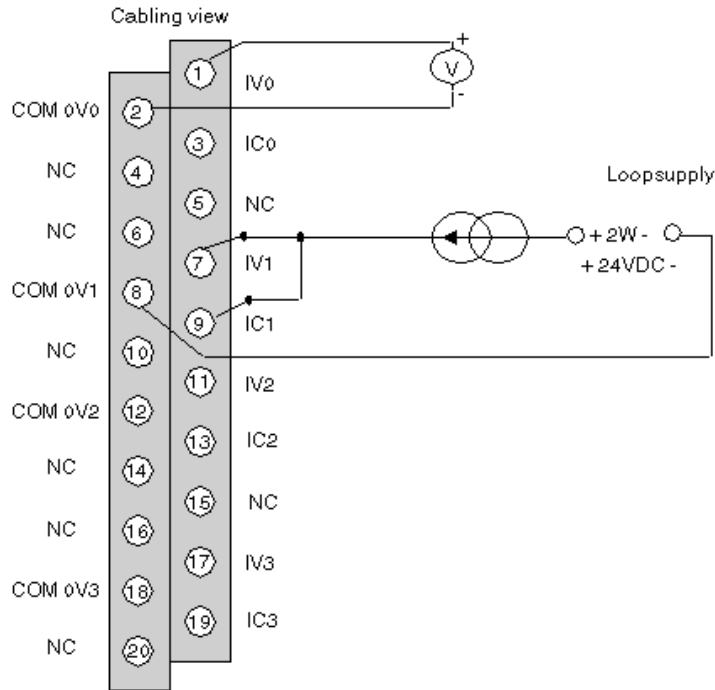 Cabling view
1
+
V
-
IV0
COM 0V0
2
3
IC0
NC
4
Loopsupply
5
NC
NC
6
+ 2W -
7
IV1
+ 24VDC -
COM 0V1
8
9
IC1
NC
10
11
IV2
COM 0V2
12
13
IC2
NC
14
15
NC
NC
16
17
IV3
COM 0V3
18
19
IC3
NC
20